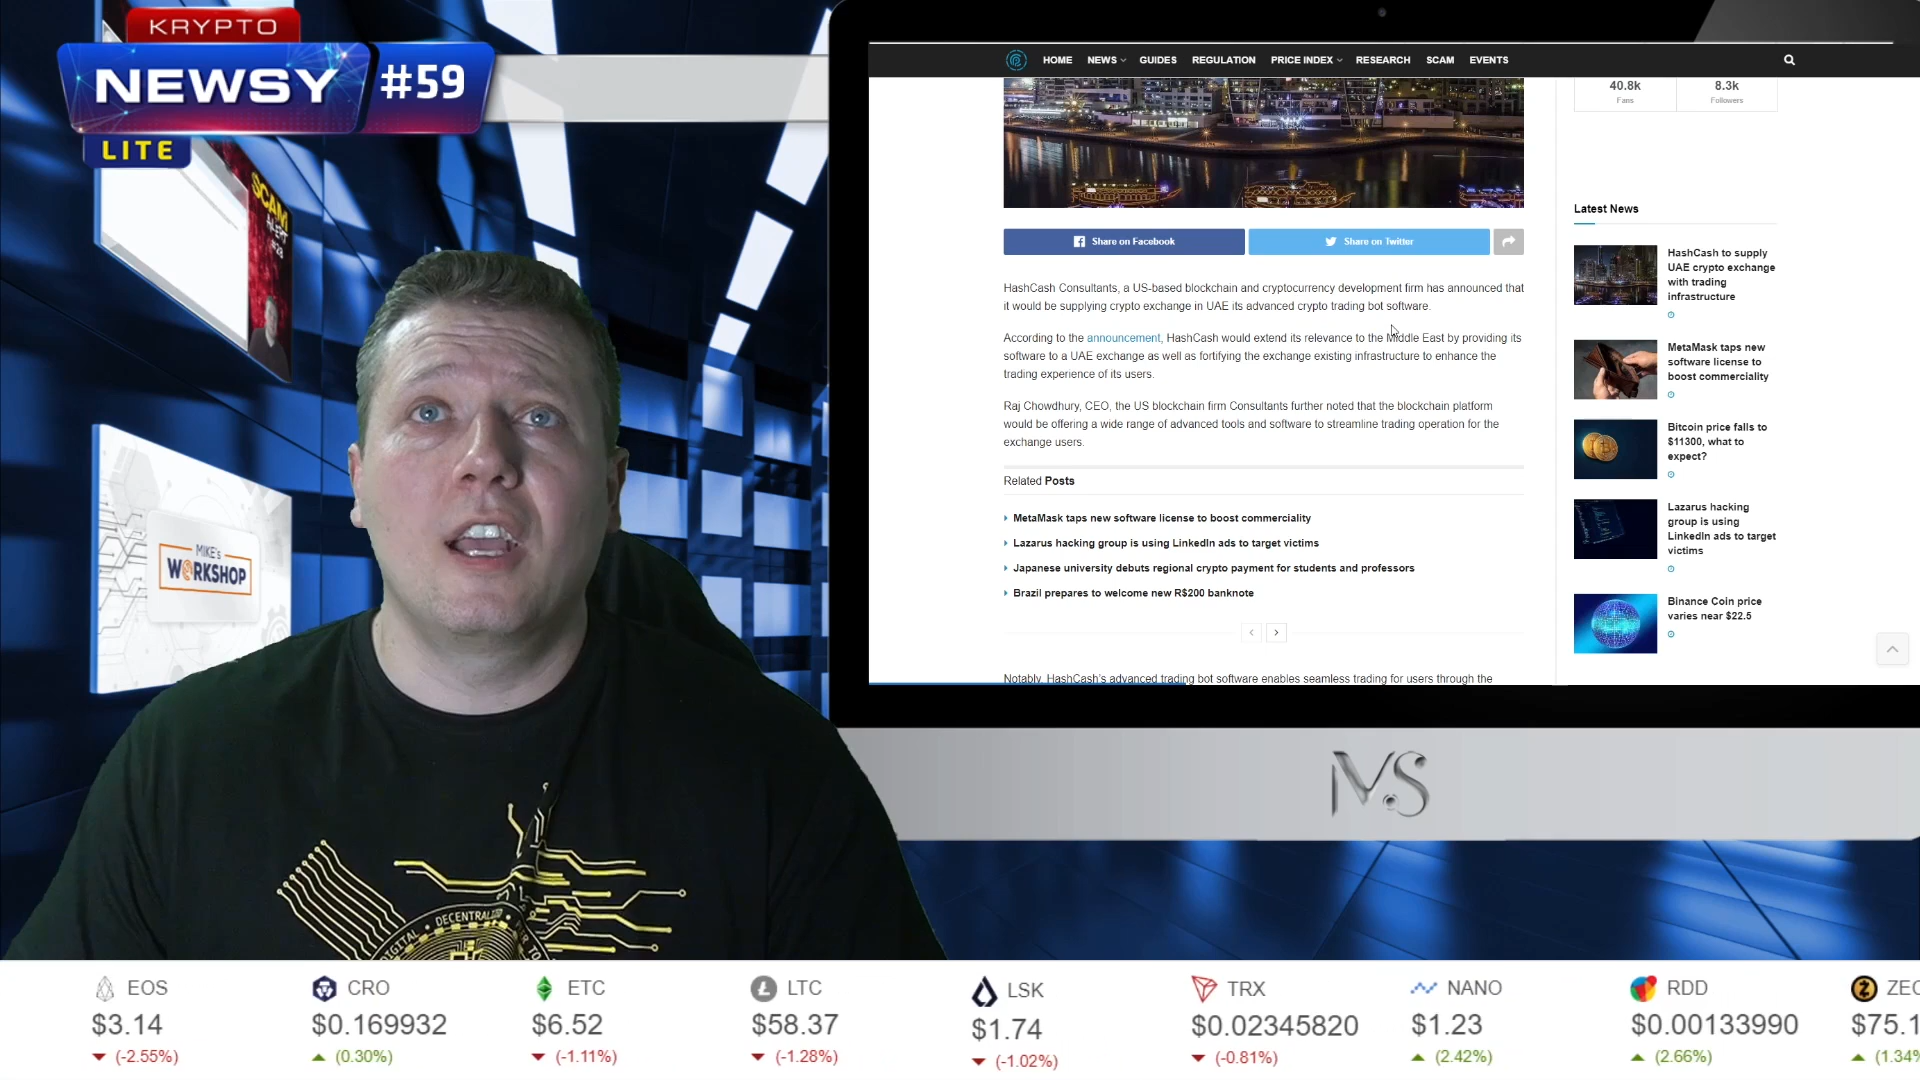 KRYPTO
NEWSY #59
LITE
SCAM
ALERT
#28
MIKE's
WORKSHOP
DIGITAL DECENTRALIZED
HOME NEWS GUIDES REGULATION PRICE INDEX RESEARCH SCAM EVENTS
40.8k 8.3k
Fans Followers
Share on Facebook Share on Twitter
HashCash Consultants, a US-based blockchain and cryptocurrency development firm has announced that
it would be supplying crypto exchange in UAE its advanced crypto trading bot software.
According to the announcement, HashCash would extend its relevance to the Middle East by providing its
software to a UAE exchange as well as fortifying the exchange existing infrastructure to enhance the
trading experience of its users.
Raj Chowdhury, CEO, the US blockchain firm Consultants further noted that the blockchain platform
would be offering a wide range of advanced tools and software to streamline trading operation for the
exchange users.
Related Posts
MetaMask taps new software license to boost commerciality
Lazarus hacking group is using LinkedIn ads to target victims
Japanese university debuts regional crypto payment for students and professors
Brazil prepares to welcome new R$200 banknote
Notably, HashCash's advanced trading bot software enables seamless trading for users through the
Latest News
HashCash to supply
UAE crypto exchange
with trading
infrastructure
MetaMask taps new
software license to
boost commerciality
Bitcoin price falls to
$11300, what to
expect?
Lazarus hacking
group is using
LinkedIn ads to target
victims
Binance Coin price
varies near $22.5
MS
EOS CRO ETC LTC LSK TRX NANO RDD ZEC
$3.14 $0.169932 $6.52 $58.37 $1.74 $0.02345820 $1.23 $0.00133990 $75.1
(-2.55%) (0.30%) (-1.11%) (-1.28%) (-1.02%) (-0.81%) (2.42%) (2.66%) (1.34%